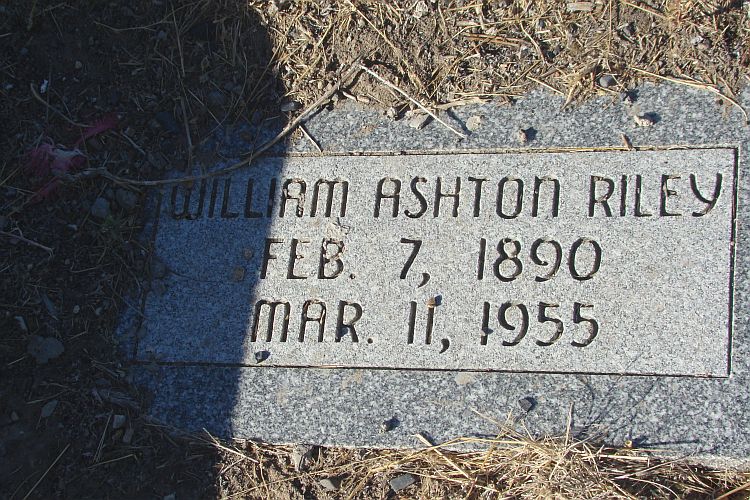 WILLIAM ASHTON RILEY
FEB. 7, 1890
MAR. 11, 1955